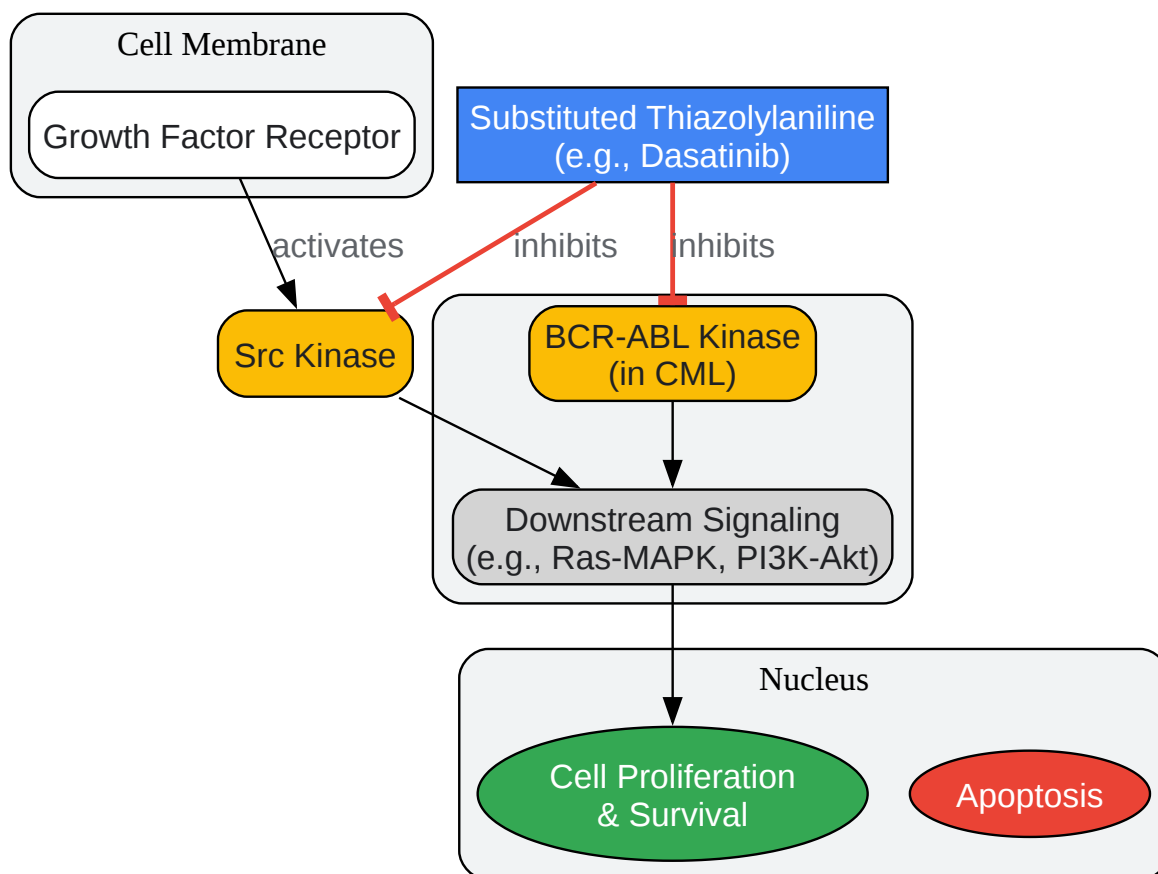 Cell Membrane
Growth Factor Receptor
Substituted Thiazolylaniline
(e.g., Dasatinib)
activates
inhibits
inhibits
Src Kinase
BCR-ABL Kinase
(in CML)
Downstream Signaling
(e.g., Ras-MAPK, PI3K-Akt)
Nucleus
Cell Proliferation
& Survival
Apoptosis